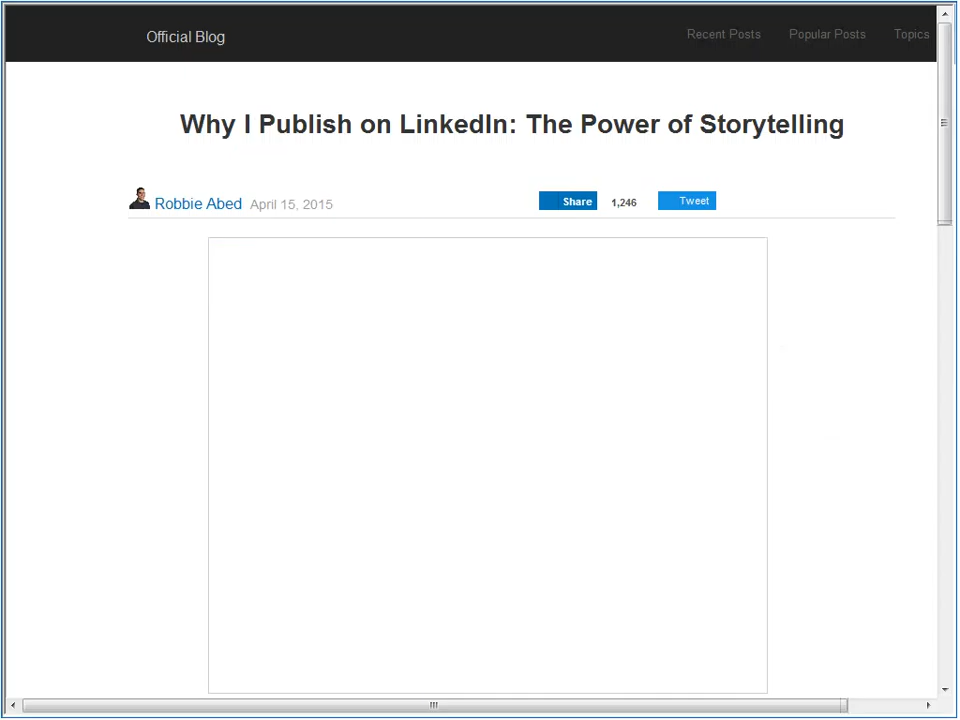 Official Blog Recent Posts Popular Posts Topics
Why I Publish on LinkedIn: The Power of Storytelling
Robbie Abed April 15, 2015 Share 1,246 Tweet